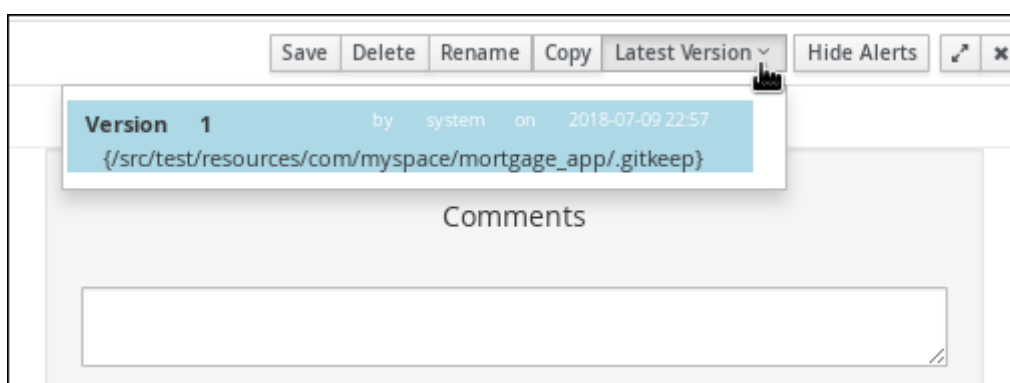 Save Delete Rename Copy Latest Version Hide Alerts
Version 1 by system on 2018-07-09 22:57
{/src/test/resources/com/myspace/mortgage_app/.gitkeep}
Comments